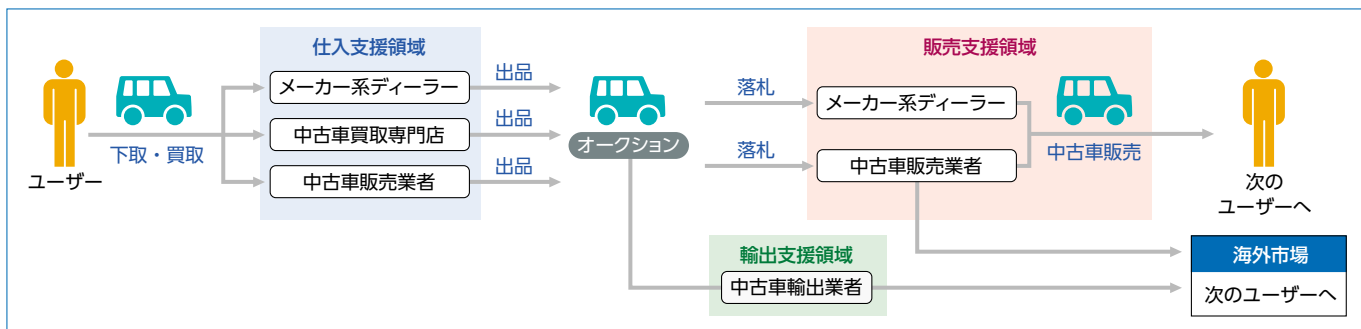 ユーザー
下取・買取
仕入支援領域
メーカー系ディーラー
中古車買取専門店
中古車販売業者
出品
出品
出品
オークション
落札
落札
販売支援領域
メーカー系ディーラー
中古車販売業者
中古車販売
次の
ユーザーへ
輸出支援領域
中古車輸出業者
海外市場
次のユーザーへ